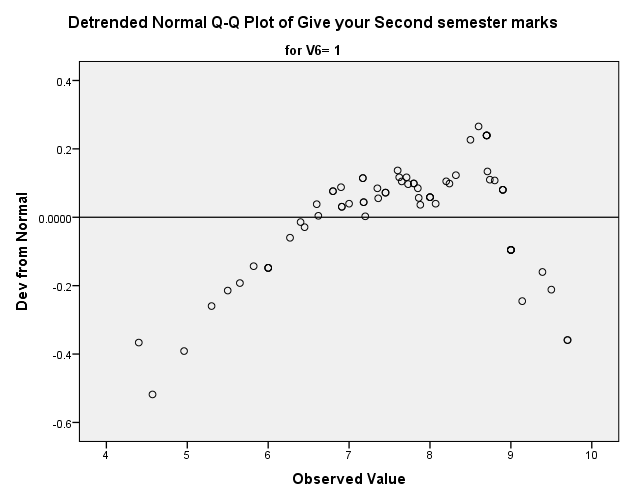 Detrended Normal Q-Q Plot of Give your Second semester marks
for V6= 1
Dev from Normal
0.4
0.2
0.0000
-0.2
-0.4
-0.6
4 5 6 7 8 9 10
Observed Value